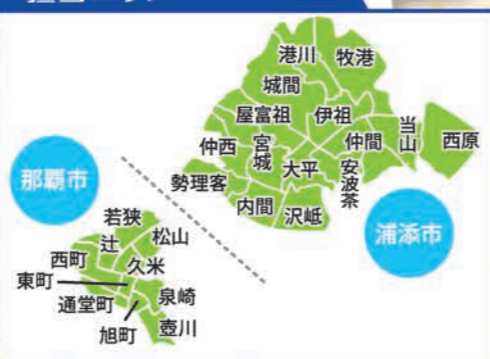 港川
牧港
城間
屋富祖
伊祖
当山
西原
仲西
宮城
仲間
大平
安波茶
勢理客
内間
沢岻
那覇市
浦添市
若狭
辻
松山
西町
久米
東町
通堂町
泉崎
旭町
壺川